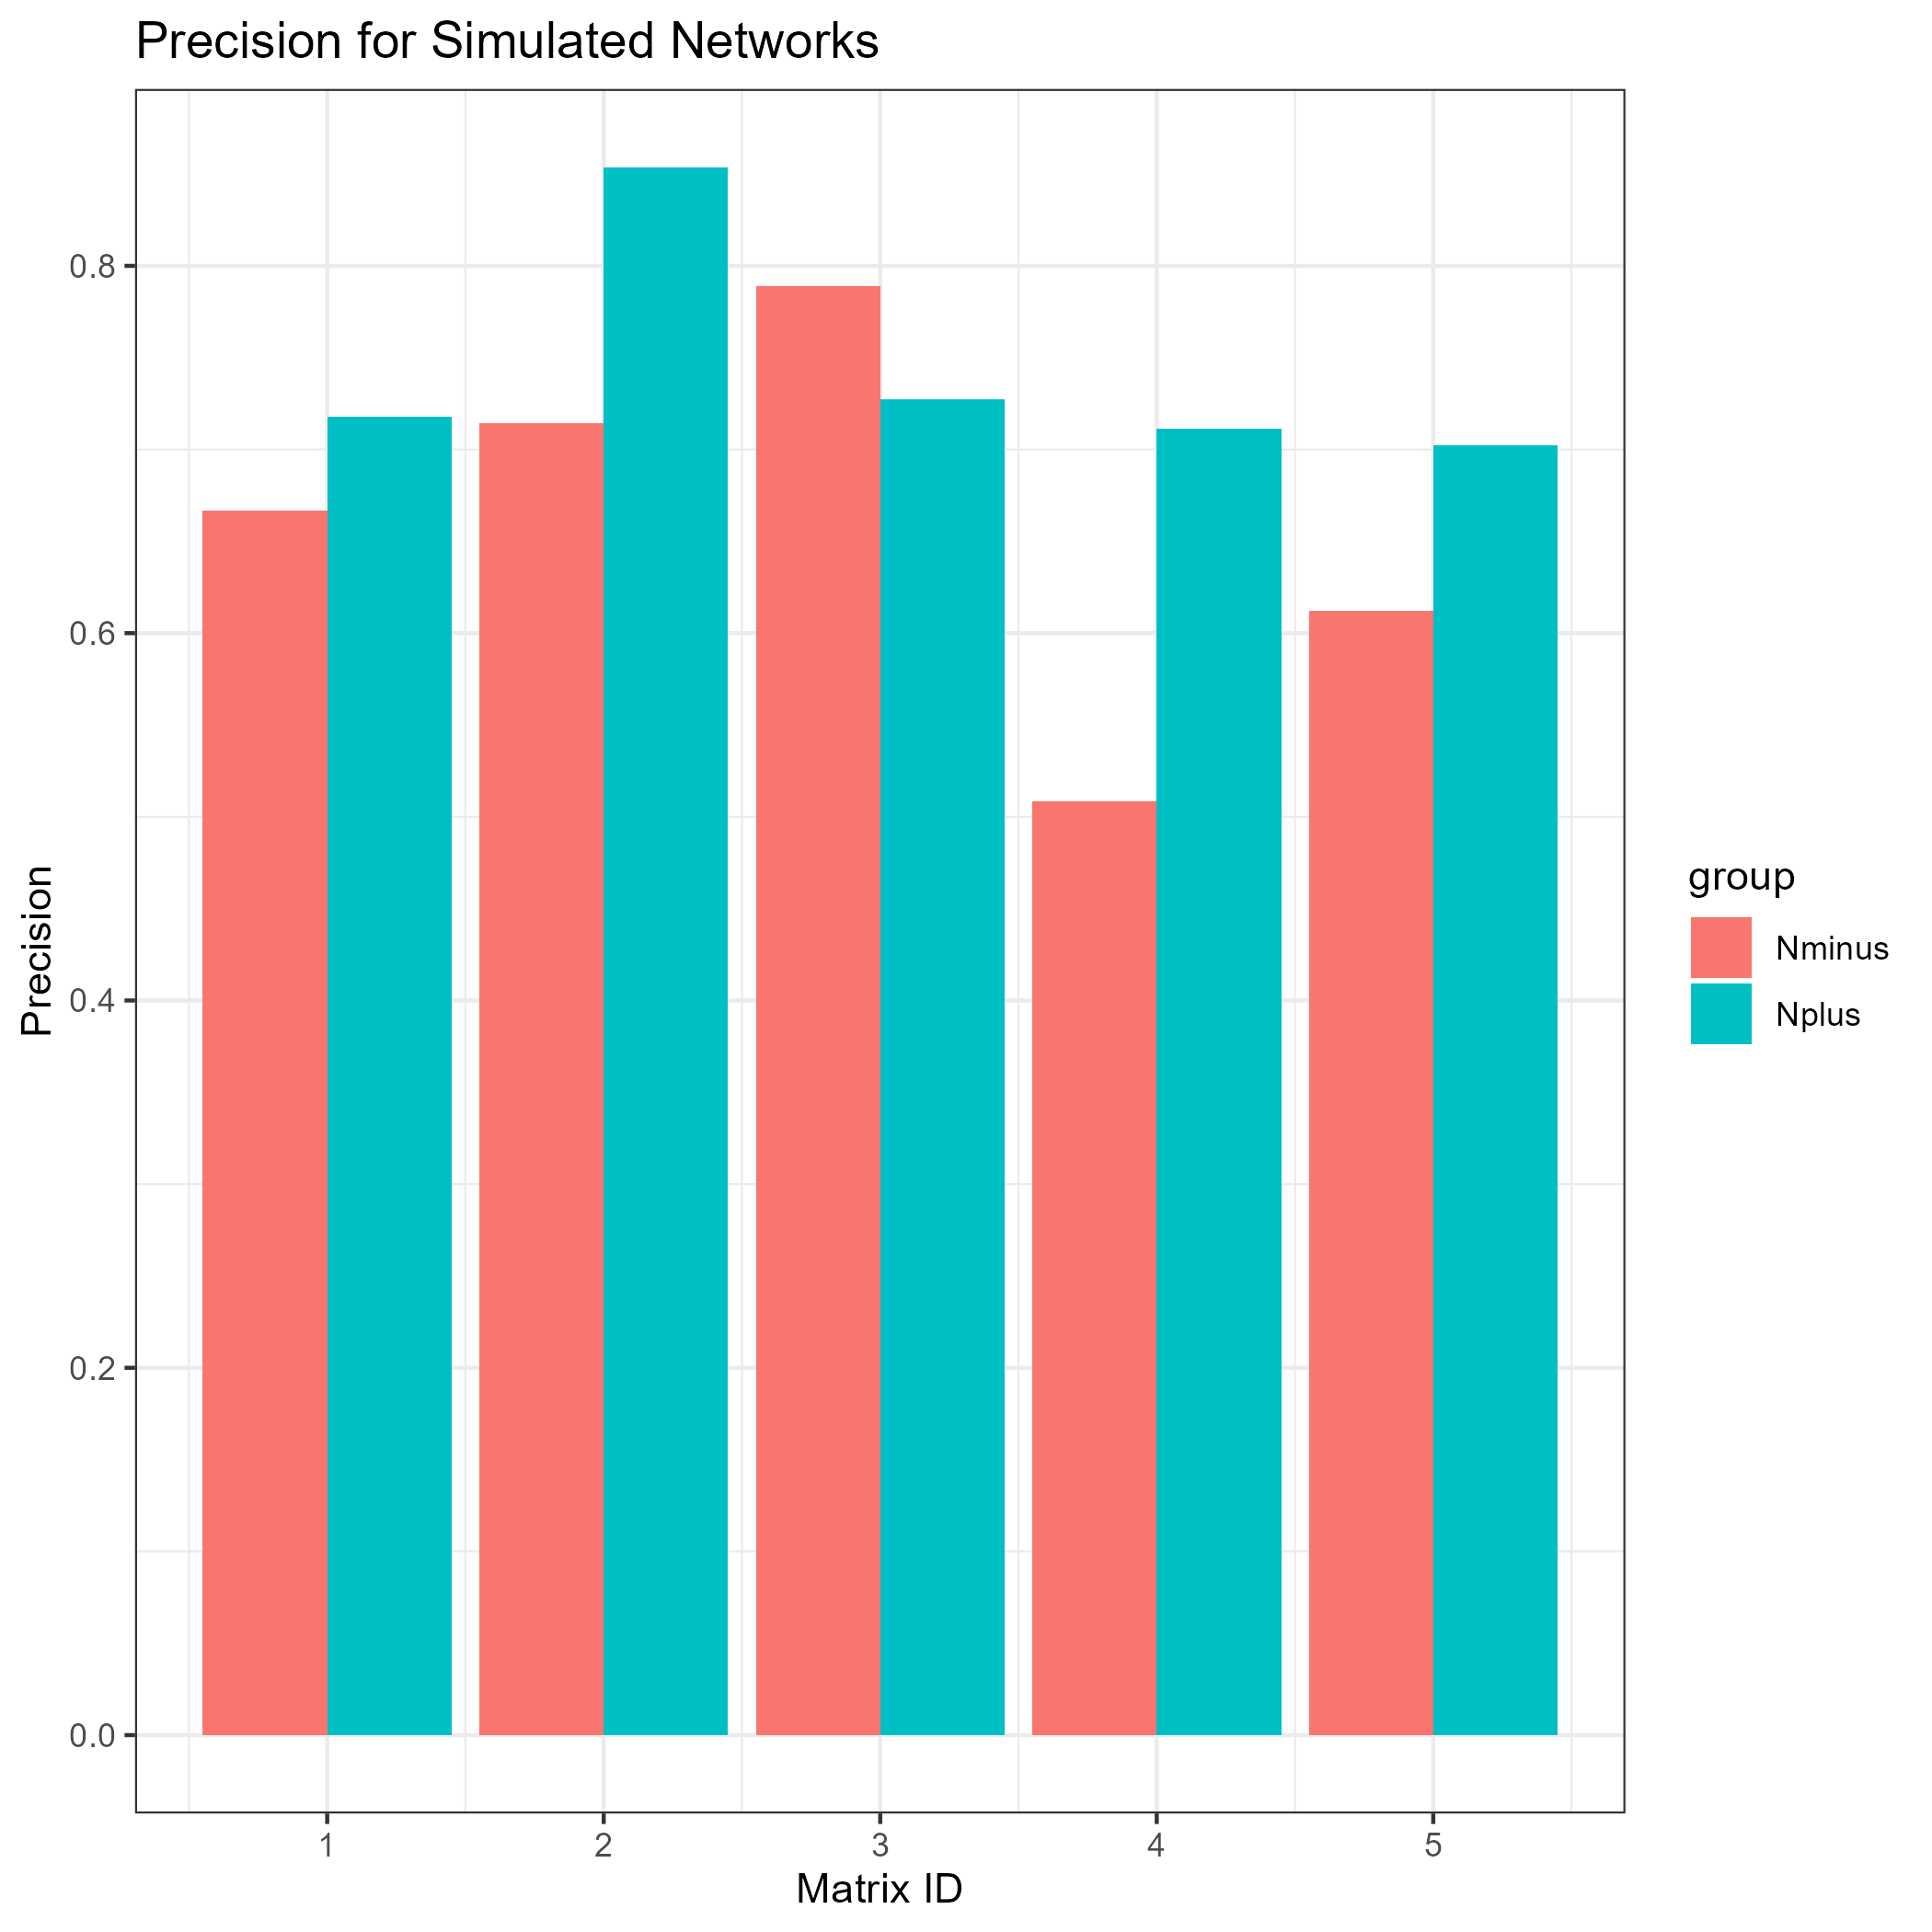 Precision for Simulated Networks
Precision
0.8
0.6
0.4
0.2
0.0
1 2 3 4 5
Matrix ID
group
Nminus
Nplus